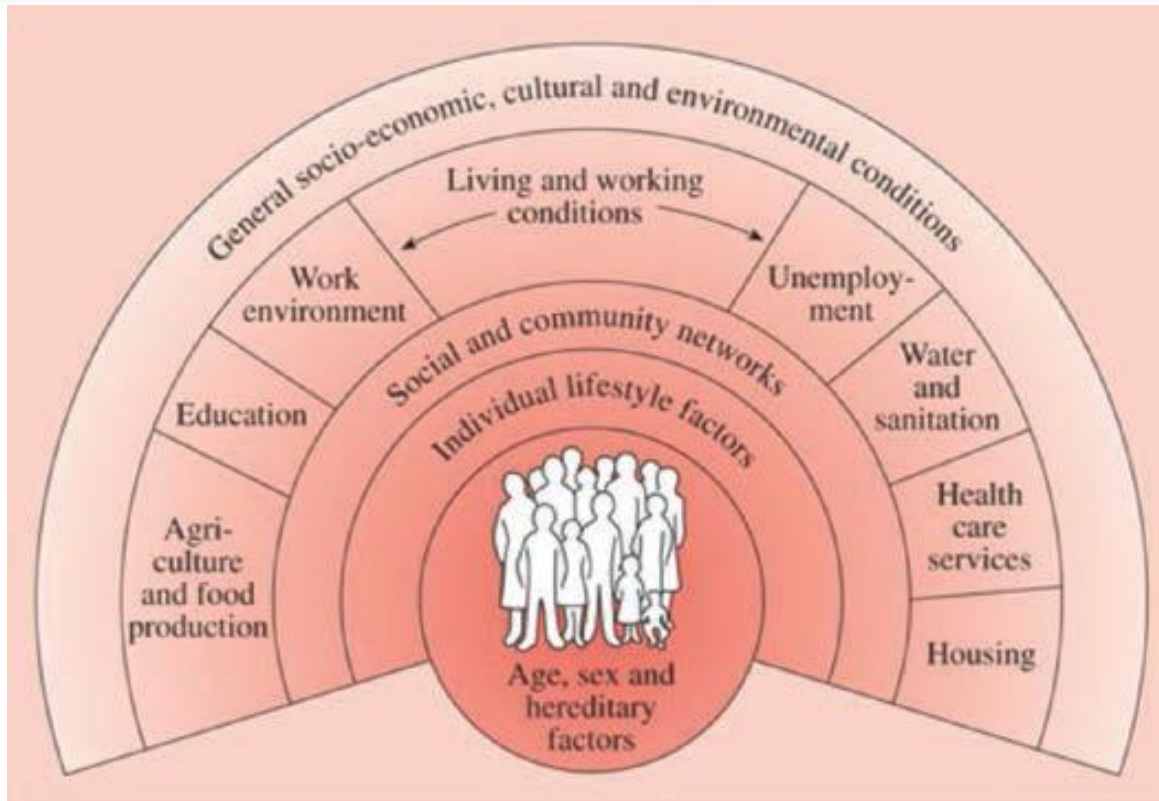 General socio-economic, cultural and environmental conditions
Living and working
conditions
Work
environment
Unemploy-
ment
Education
Water
and
sanitation
Agri-
culture
and food
production
Health
care
services
Housing
Social and community networks
Individual lifestyle factors
Age, sex and
hereditary
factors